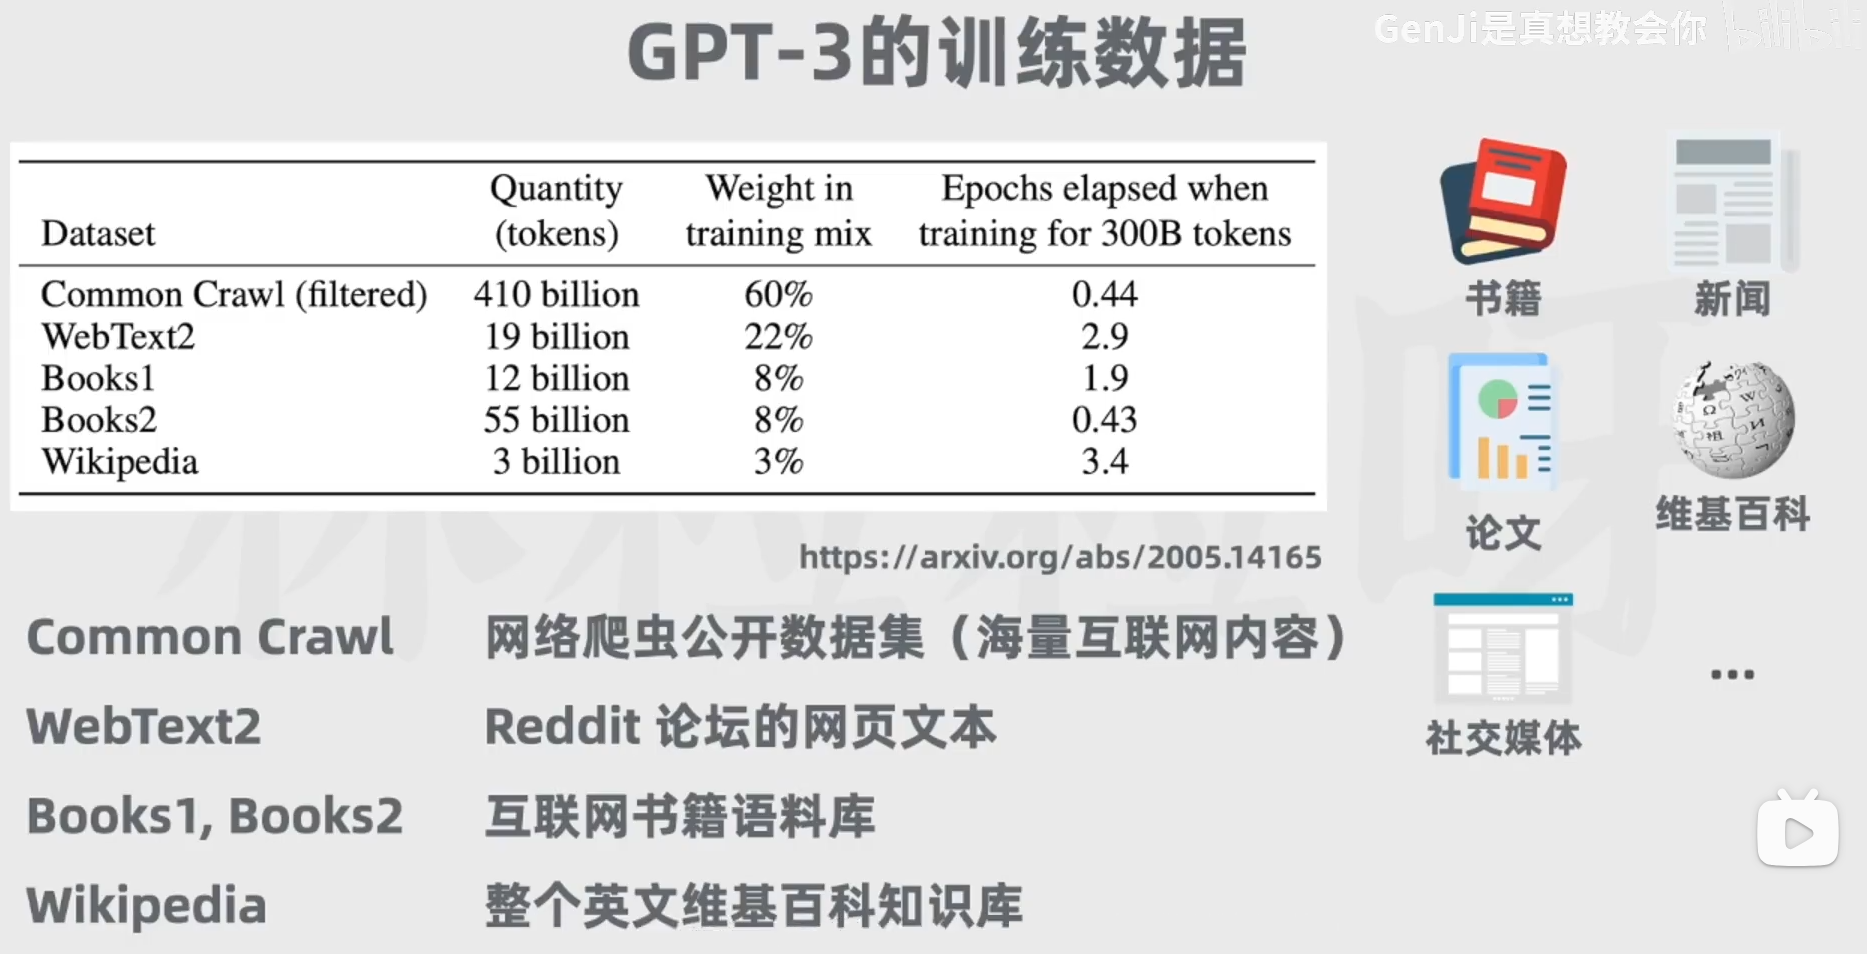 GPT-3的训练数据
GenJi是真想教会你 bilibili
Dataset Quantity (tokens) Weight in training mix Epochs elapsed when training for 300B tokens
Common Crawl (filtered) 410 billion 60% 0.44
WebText2 19 billion 22% 2.9
Books1 12 billion 8% 1.9
Books2 55 billion 8% 0.43
Wikipedia 3 billion 3% 3.4
https://arxiv.org/abs/2005.14165
Common Crawl 网络爬虫公开数据集（海量互联网内容）
WebText2 Reddit 论坛的网页文本
Books1, Books2 互联网书籍语料库
Wikipedia 整个英文维基百科知识库
书籍
新闻
论文
维基百科
社交媒体
...